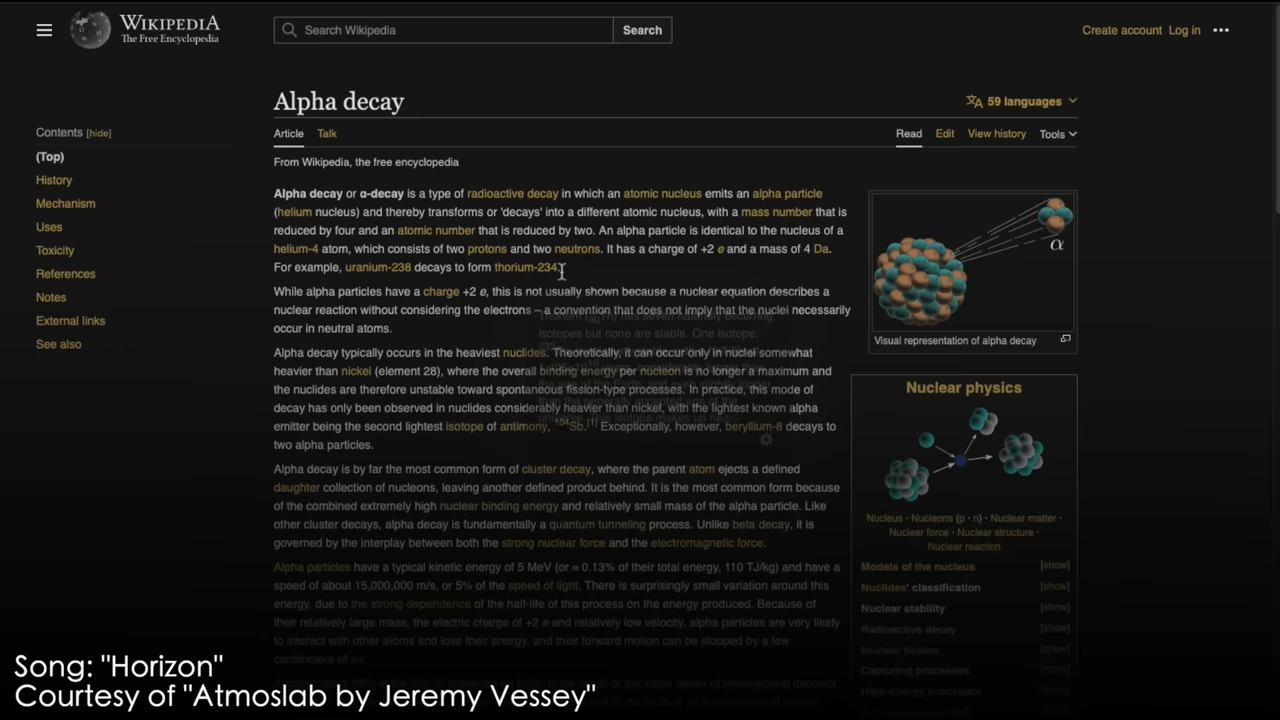 WIKIPEDIA
The Free Encyclopedia
Search Wikipedia
Search
Create account Log in
Alpha decay
59 languages
Contents [hide]
(Top)
History
Mechanism
Uses
Toxicity
References
Notes
External links
See also
Article Talk
Read Edit View history Tools
From Wikipedia, the free encyclopedia
Alpha decay or α-decay is a type of radioactive decay in which an atomic nucleus emits an alpha particle
(helium nucleus) and thereby transforms or 'decays' into a different atomic nucleus, with a mass number that is
reduced by four and an atomic number that is reduced by two. An alpha particle is identical to the nucleus of a
helium-4 atom, which consists of two protons and two neutrons. It has a charge of +2 e and a mass of 4 Da.
For example, uranium-238 decays to form thorium-234.
While alpha particles have a charge +2 e, this is not usually shown because a nuclear equation describes a
nuclear reaction without considering the electrons – a convention that does not imply that the nuclei necessarily
occur in neutral atoms.
Alpha decay typically occurs in the heaviest nuclides. Theoretically, it can occur only in nuclei somewhat
heavier than nickel (element 28), where the overall binding energy per nucleon is no longer a maximum and
the nuclides are therefore unstable toward spontaneous fission-type processes. In practice, this mode of
decay has only been observed in nuclides considerably heavier than nickel, with the lightest known alpha
emitter being the second lightest isotope of antimony, ¹⁰⁴Sb.[1] Exceptionally, however, beryllium-8 decays to
two alpha particles.
Alpha decay is by far the most common form of cluster decay, where the parent atom ejects a defined
daughter collection of nucleons, leaving another defined product behind. It is the most common form because
of the combined extremely high nuclear binding energy and relatively small mass of the alpha particle. Like
other cluster decays, alpha decay is fundamentally a quantum tunneling process. Unlike beta decay, it is
governed by the interplay between both the strong nuclear force and the electromagnetic force.
Alpha particles have a typical kinetic energy of 5 MeV (or ≈ 0.13% of their total energy, 110 TJ/kg) and have a
speed of about 15,000,000 m/s, or 5% of the speed of light. There is surprisingly small variation around this
energy, due to the strong dependence of the half-life of this process on the energy produced. Because of
their relatively large mass, the electric charge of +2 e and relatively low velocity, alpha particles are very likely
to interact with other atoms and lose their energy, and their forward motion can be stopped by a few
centimeters of air.
α
Visual representation of alpha decay
Nuclear physics
Nucleus · Nucleons (p · n) · Nuclear matter ·
Nuclear force · Nuclear structure ·
Nuclear reaction
Models of the nucleus [show]
Nuclides' classification [show]
Nuclear stability [show]
Radioactive decay [show]
Nuclear fission [show]
Capturing processes [show]
High-energy processes [show]
Song: "Horizon"
Courtesy of "Atmoslab by Jeremy Vessey"